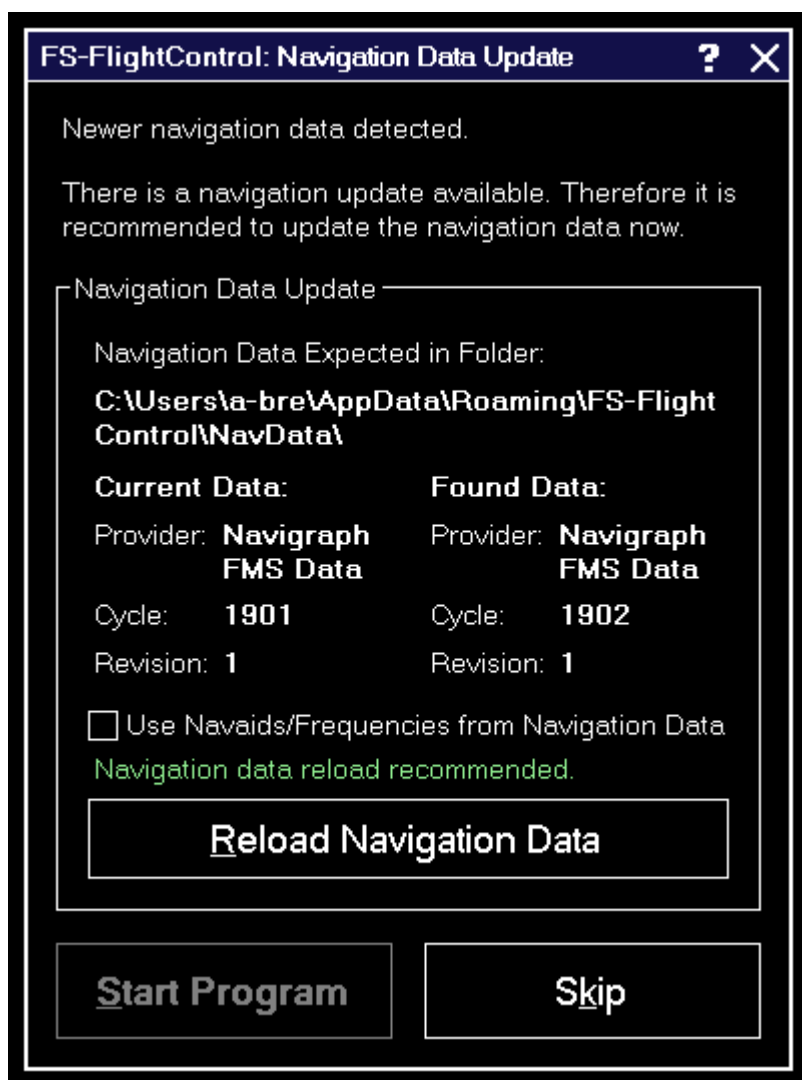 FS-FlightControl: Navigation Data Update ? X
Newer navigation data detected.
There is a navigation update available. Therefore it is
recommended to update the navigation data now.
Navigation Data Update
Navigation Data Expected in Folder:
C:\Users\a-bre\AppData\Roaming\FS-Flight
Control\NavData\
Current Data: Found Data:
Provider: Navigraph Provider: Navigraph
FMS Data FMS Data
Cycle: 1901 Cycle: 1902
Revision: 1 Revision: 1
Use Navaids/Frequencies from Navigation Data
Navigation data reload recommended.
Reload Navigation Data
Start Program Skip